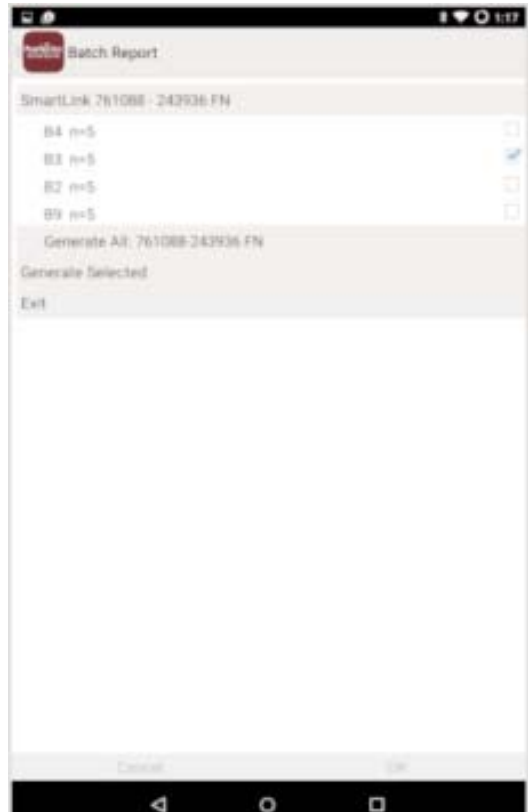 1:17
Batch Report
SmartLink 761088 - 243936 FN
B4 n=5
B3 n=5
B2 n=5
B9 n=5
Generate All: 761088-243936 FN
Generate Selected
Exit
Cancel OK